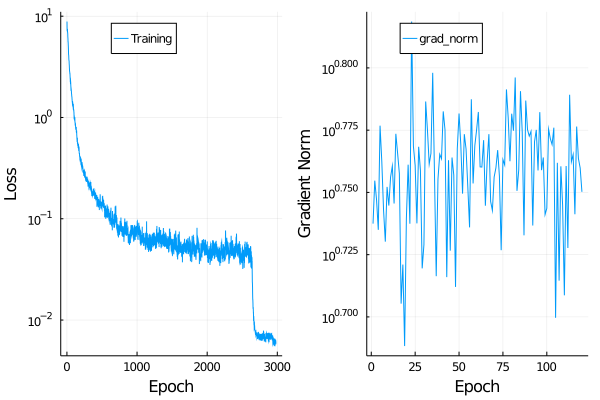 10^1
10^0
10^-1
10^-2
Loss
0 1000 2000 3000
Epoch
Training
10^0.800
10^0.775
10^0.750
10^0.725
10^0.700
Gradient Norm
0 25 50 75 100
Epoch
grad_norm